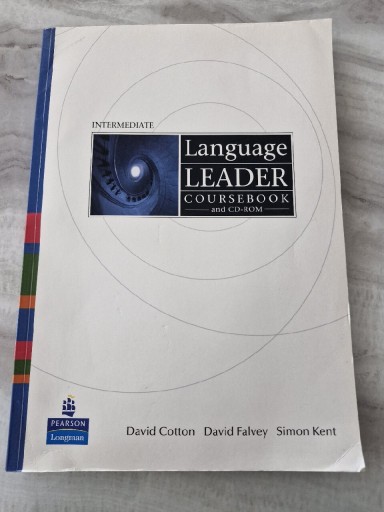 INTERMEDIATE
Language
LEADER
COURSEBOOK
and CD-ROM
PEARSON
Longman
David Cotton David Falvey Simon Kent